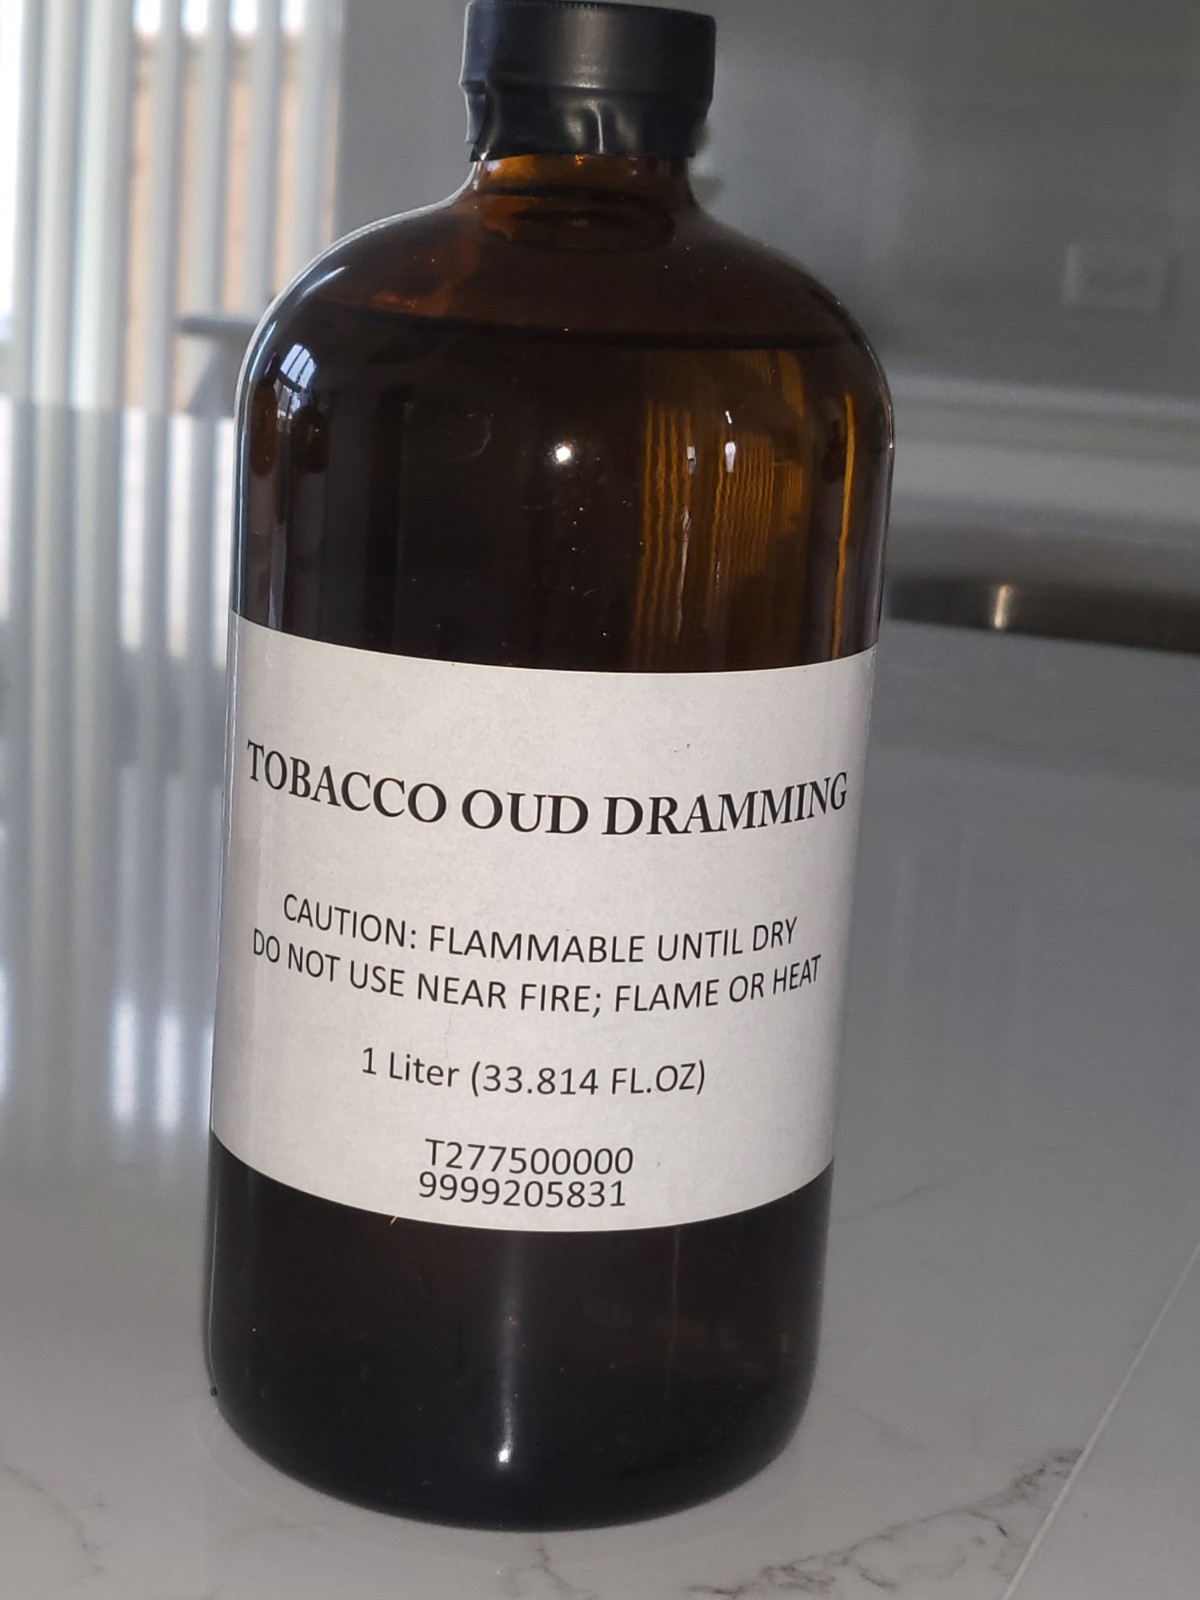 TOBACCO OUD DRAMMING
CAUTION: FLAMMABLE UNTIL DRY
DO NOT USE NEAR FIRE; FLAME OR HEAT
1 Liter (33.814 FL.OZ)
T277500000
9999205831